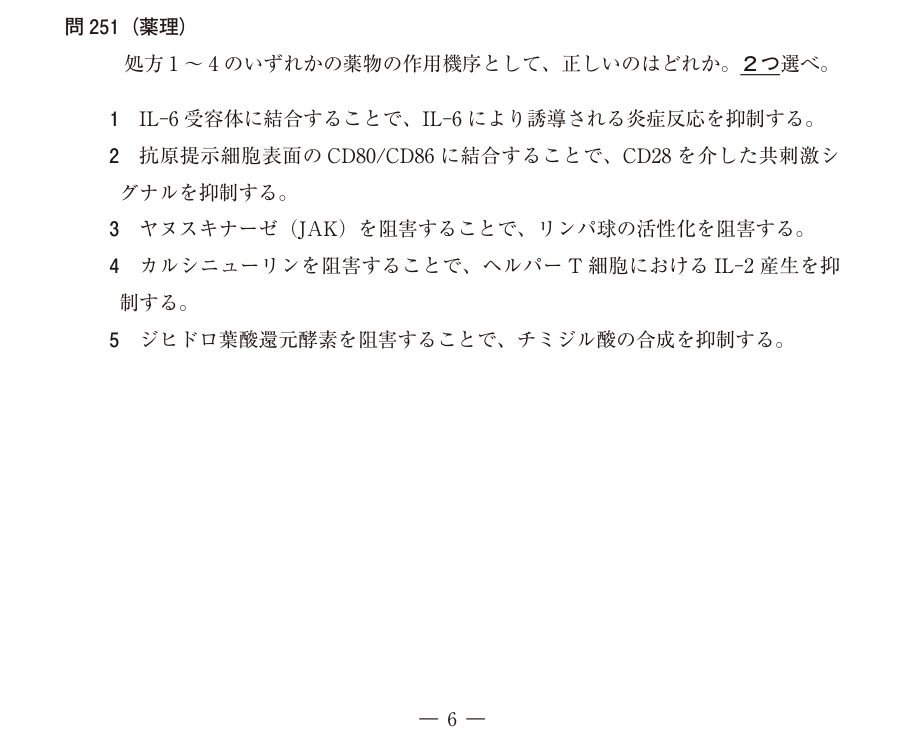 問 251（薬理）
処方 1 ～ 4 のいずれかの薬物の作用機序として、正しいのはどれか。2つ選べ。
1 IL-6 受容体に結合することで、IL-6 により誘導される炎症反応を抑制する。
2 抗原提示細胞表面の CD80/CD86 に結合することで、CD28 を介した共刺激シ
グナルを抑制する。
3 ヤヌスキナーゼ（JAK）を阻害することで、リンパ球の活性化を阻害する。
4 カルシニューリンを阻害することで、ヘルパー T 細胞における IL-2 産生を抑
制する。
5 ジヒドロ葉酸還元酵素を阻害することで、チミジル酸の合成を抑制する。
— 6 —